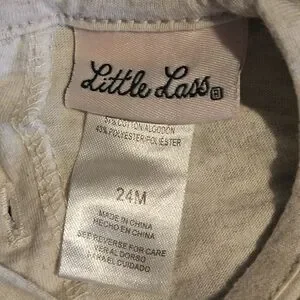 Little Lass®
57% COTTON/ALGODON
43% POLYESTER/POLIESTER
24M
MADE IN CHINA
HECHO EN CHINA
SEE REVERSE FOR CARE
VER AL DORSO
PARA EL CUIDADO